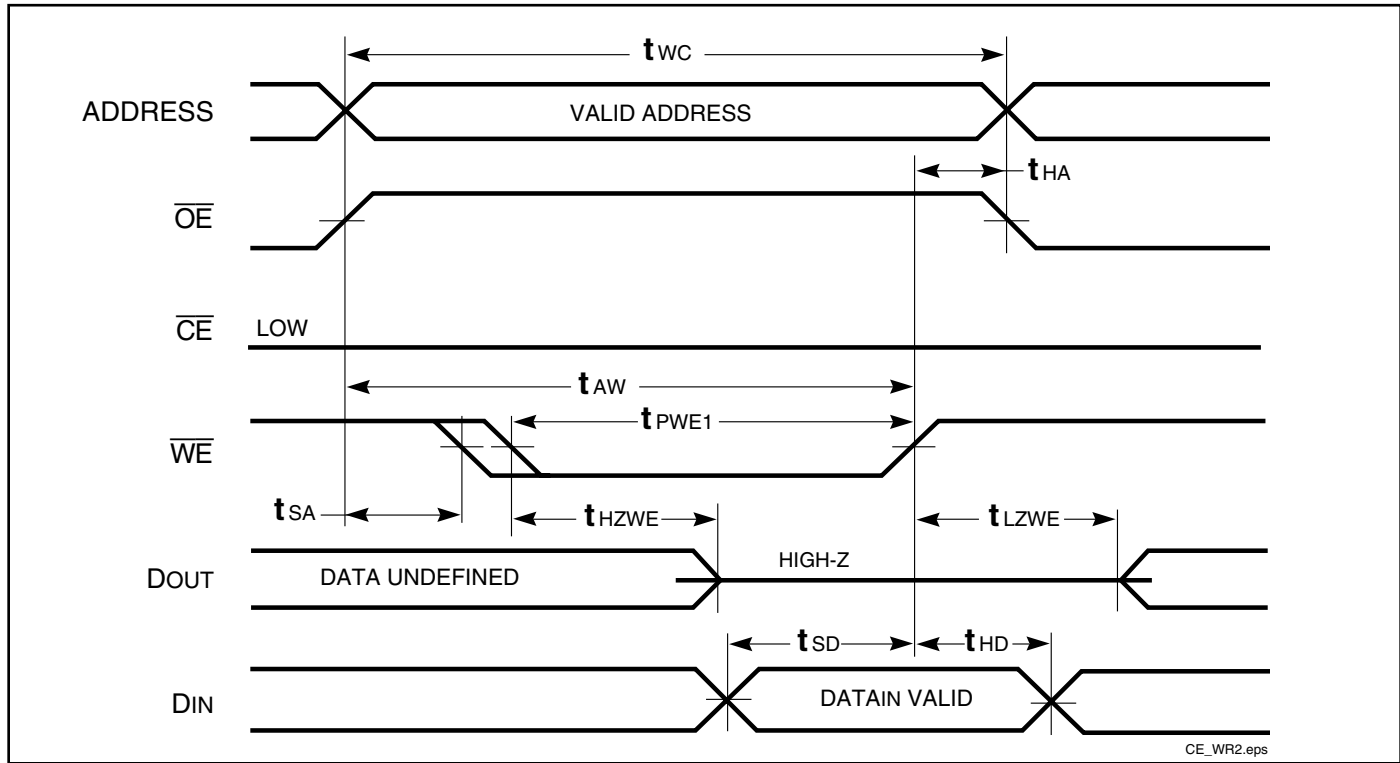 tWC
ADDRESS
VALID ADDRESS
tHA
OE
CE
LOW
tAW
tPWE1
WE
tSA
tHZWE
tLZWE
HIGH-Z
DOUT
DATA UNDEFINED
tSD
tHD
DIN
DATAIN VALID
CE_WR2.eps